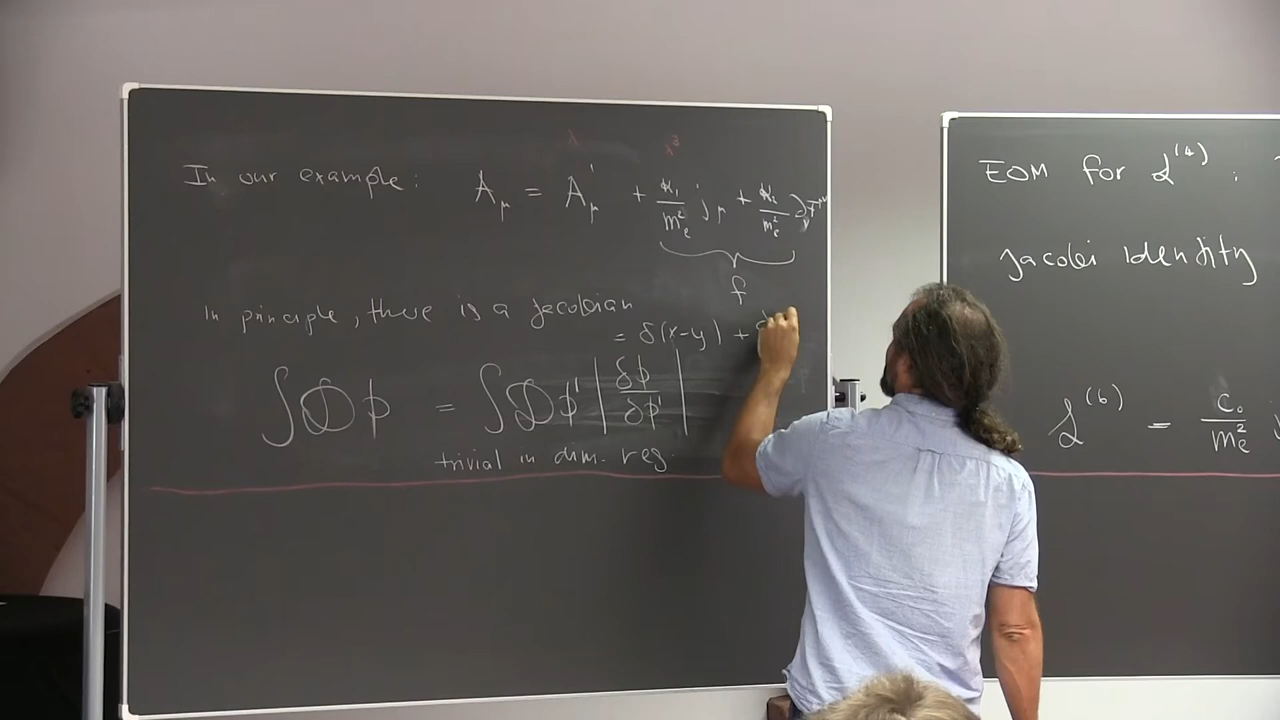 λ λ²
In our example: A_μ = A'_μ + α₁/m_e² j_μ + α₂/m_e² ∂_ν F^μν
f
In principle, there is a Jacobian
= δ(x-y) +
∫Dϕ = ∫Dϕ' |δϕ/δϕ'|
trivial in dim. reg.
EOM for L^(4) :
Jacobi identity
L^(6) = C₀/m_e² j